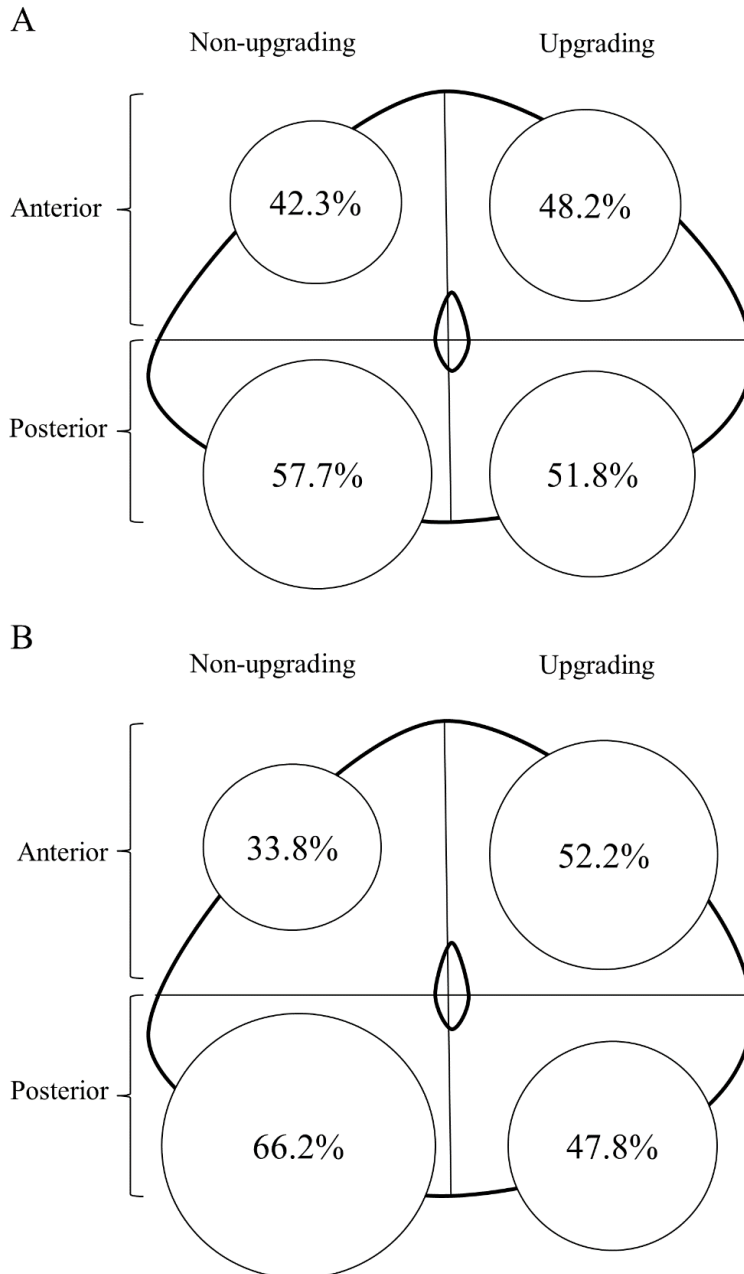 A
Non-upgrading Upgrading
Anterior 42.3% 48.2%
Posterior 57.7% 51.8%
B
Non-upgrading Upgrading
Anterior 33.8% 52.2%
Posterior 66.2% 47.8%